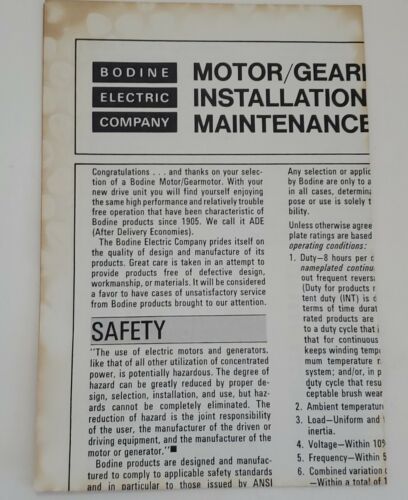 BODINE
ELECTRIC
COMPANY
MOTOR/GEAR
INSTALLATION
MAINTENANCE
Congratulations . . . and thanks on your selec-
tion of a Bodine Motor/Gearmotor. With your
new drive unit you will find yourself enjoying
the same high performance and relatively trouble
free operation that have been characteristic of
Bodine products since 1905. We call it ADE
(After Delivery Economies).
The Bodine Electric Company prides itself on
the quality of design and manufacture of its
products. Great care is taken in an attempt to
provide products free of defective design,
workmanship, or materials. It will be considered
a favor to have cases of unsatisfactory service
from Bodine products brought to our attention.
SAFETY
"The use of electric motors and generators,
like that of all other utilization of concentrated
power, is potentially hazardous. The degree of
hazard can be greatly reduced by proper de-
sign, selection, installation, and use, but haz-
ards cannot be completely eliminated. The
reduction of hazard is the joint responsibility
of the user, the manufacturer of the driven or
driving equipment, and the manufacturer of the
motor or generator."■
Bodine products are designed and manufac-
tured to comply with applicable safety standards
and in particular to those issued by ANSI
Any selection or applic
by Bodine are only to a
in all cases, determin
pose or use is solely t
bility.
Unless otherwise agree
plate ratings are based
operating conditions:
1. Duty—8 hours per d
nameplated continu
out frequent reversa
(Duty for products r
tent duty (INT) is d
terms of time durat
rated products are
to a duty cycle that i
that for continuous
keeps winding temp
mum temperature r
system; and/or, in p
duty cycle that resu
ceptable brush wear
2. Ambient temperatur
3. Load—Uniform and
inertia.
4. Voltage—Within 10%
5. Frequency—Within 5
6. Combined variation o
—Within a total of 1